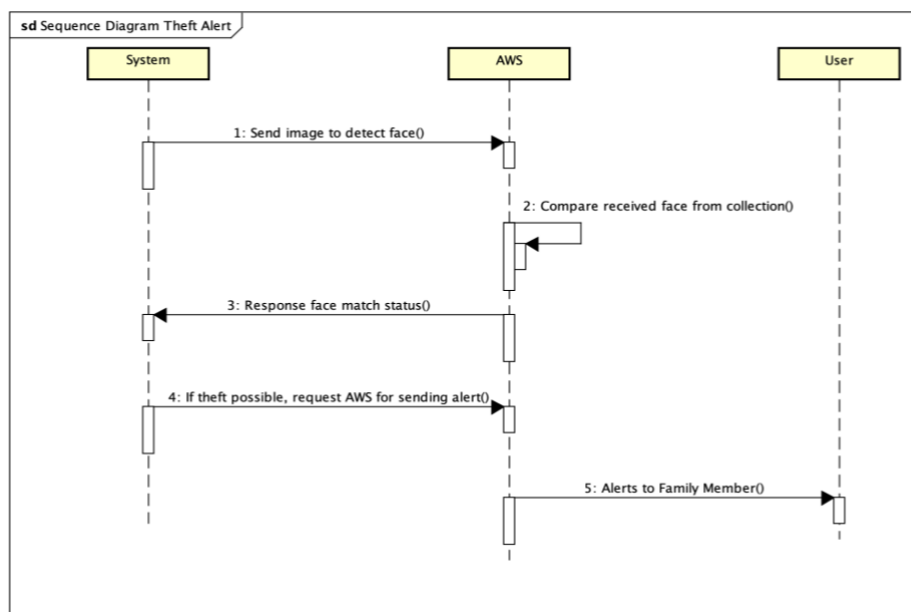 sd Sequence Diagram Theft Alert
System
AWS
User
1: Send image to detect face()
2: Compare received face from collection()
3: Response face match status()
4: If theft possible, request AWS for sending alert()
5: Alerts to Family Member()